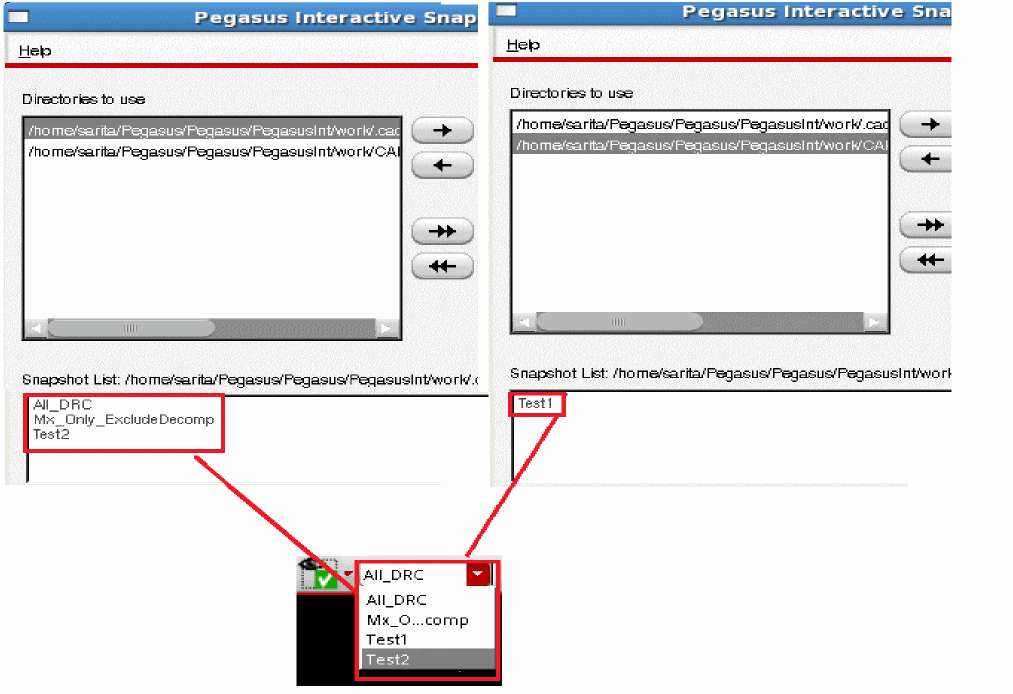 Pegasus Interactive Snap
Help
Directories to use
/home/sarita/Pegasus/Pegasus/PegasusInt/work/.cad
/home/sarita/Pegasus/Pegasus/PegasusInt/work/CAI
Snapshot List: /home/sarita/Pegasus/Pegasus/PegasusInt/work/.c
All_DRC
Mx_Only_ExcludeDecomp
Test2
Pegasus Interactive Sna
Help
Directories to use
/home/sarita/Pegasus/Pegasus/PegasusInt/work/.cad
/home/sarita/Pegasus/Pegasus/PegasusInt/work/CAI
Snapshot List: /home/sarita/Pegasus/Pegasus/PegasusInt/work
Test1
All_DRC
All_DRC
Mx_O...comp
Test1
Test2